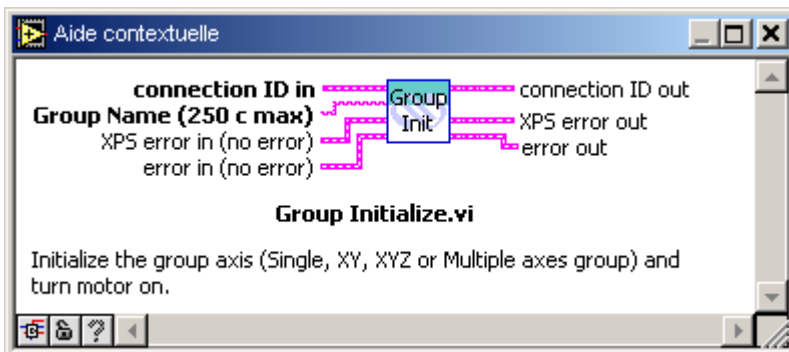 Aide contextuelle
connection ID in
Group Name (250 c max)
XPS error in (no error)
error in (no error)
Group
Init
connection ID out
XPS error out
error out
Group Initialize.vi
Initialize the group axis (Single, XY, XYZ or Multiple axes group) and
turn motor on.
?